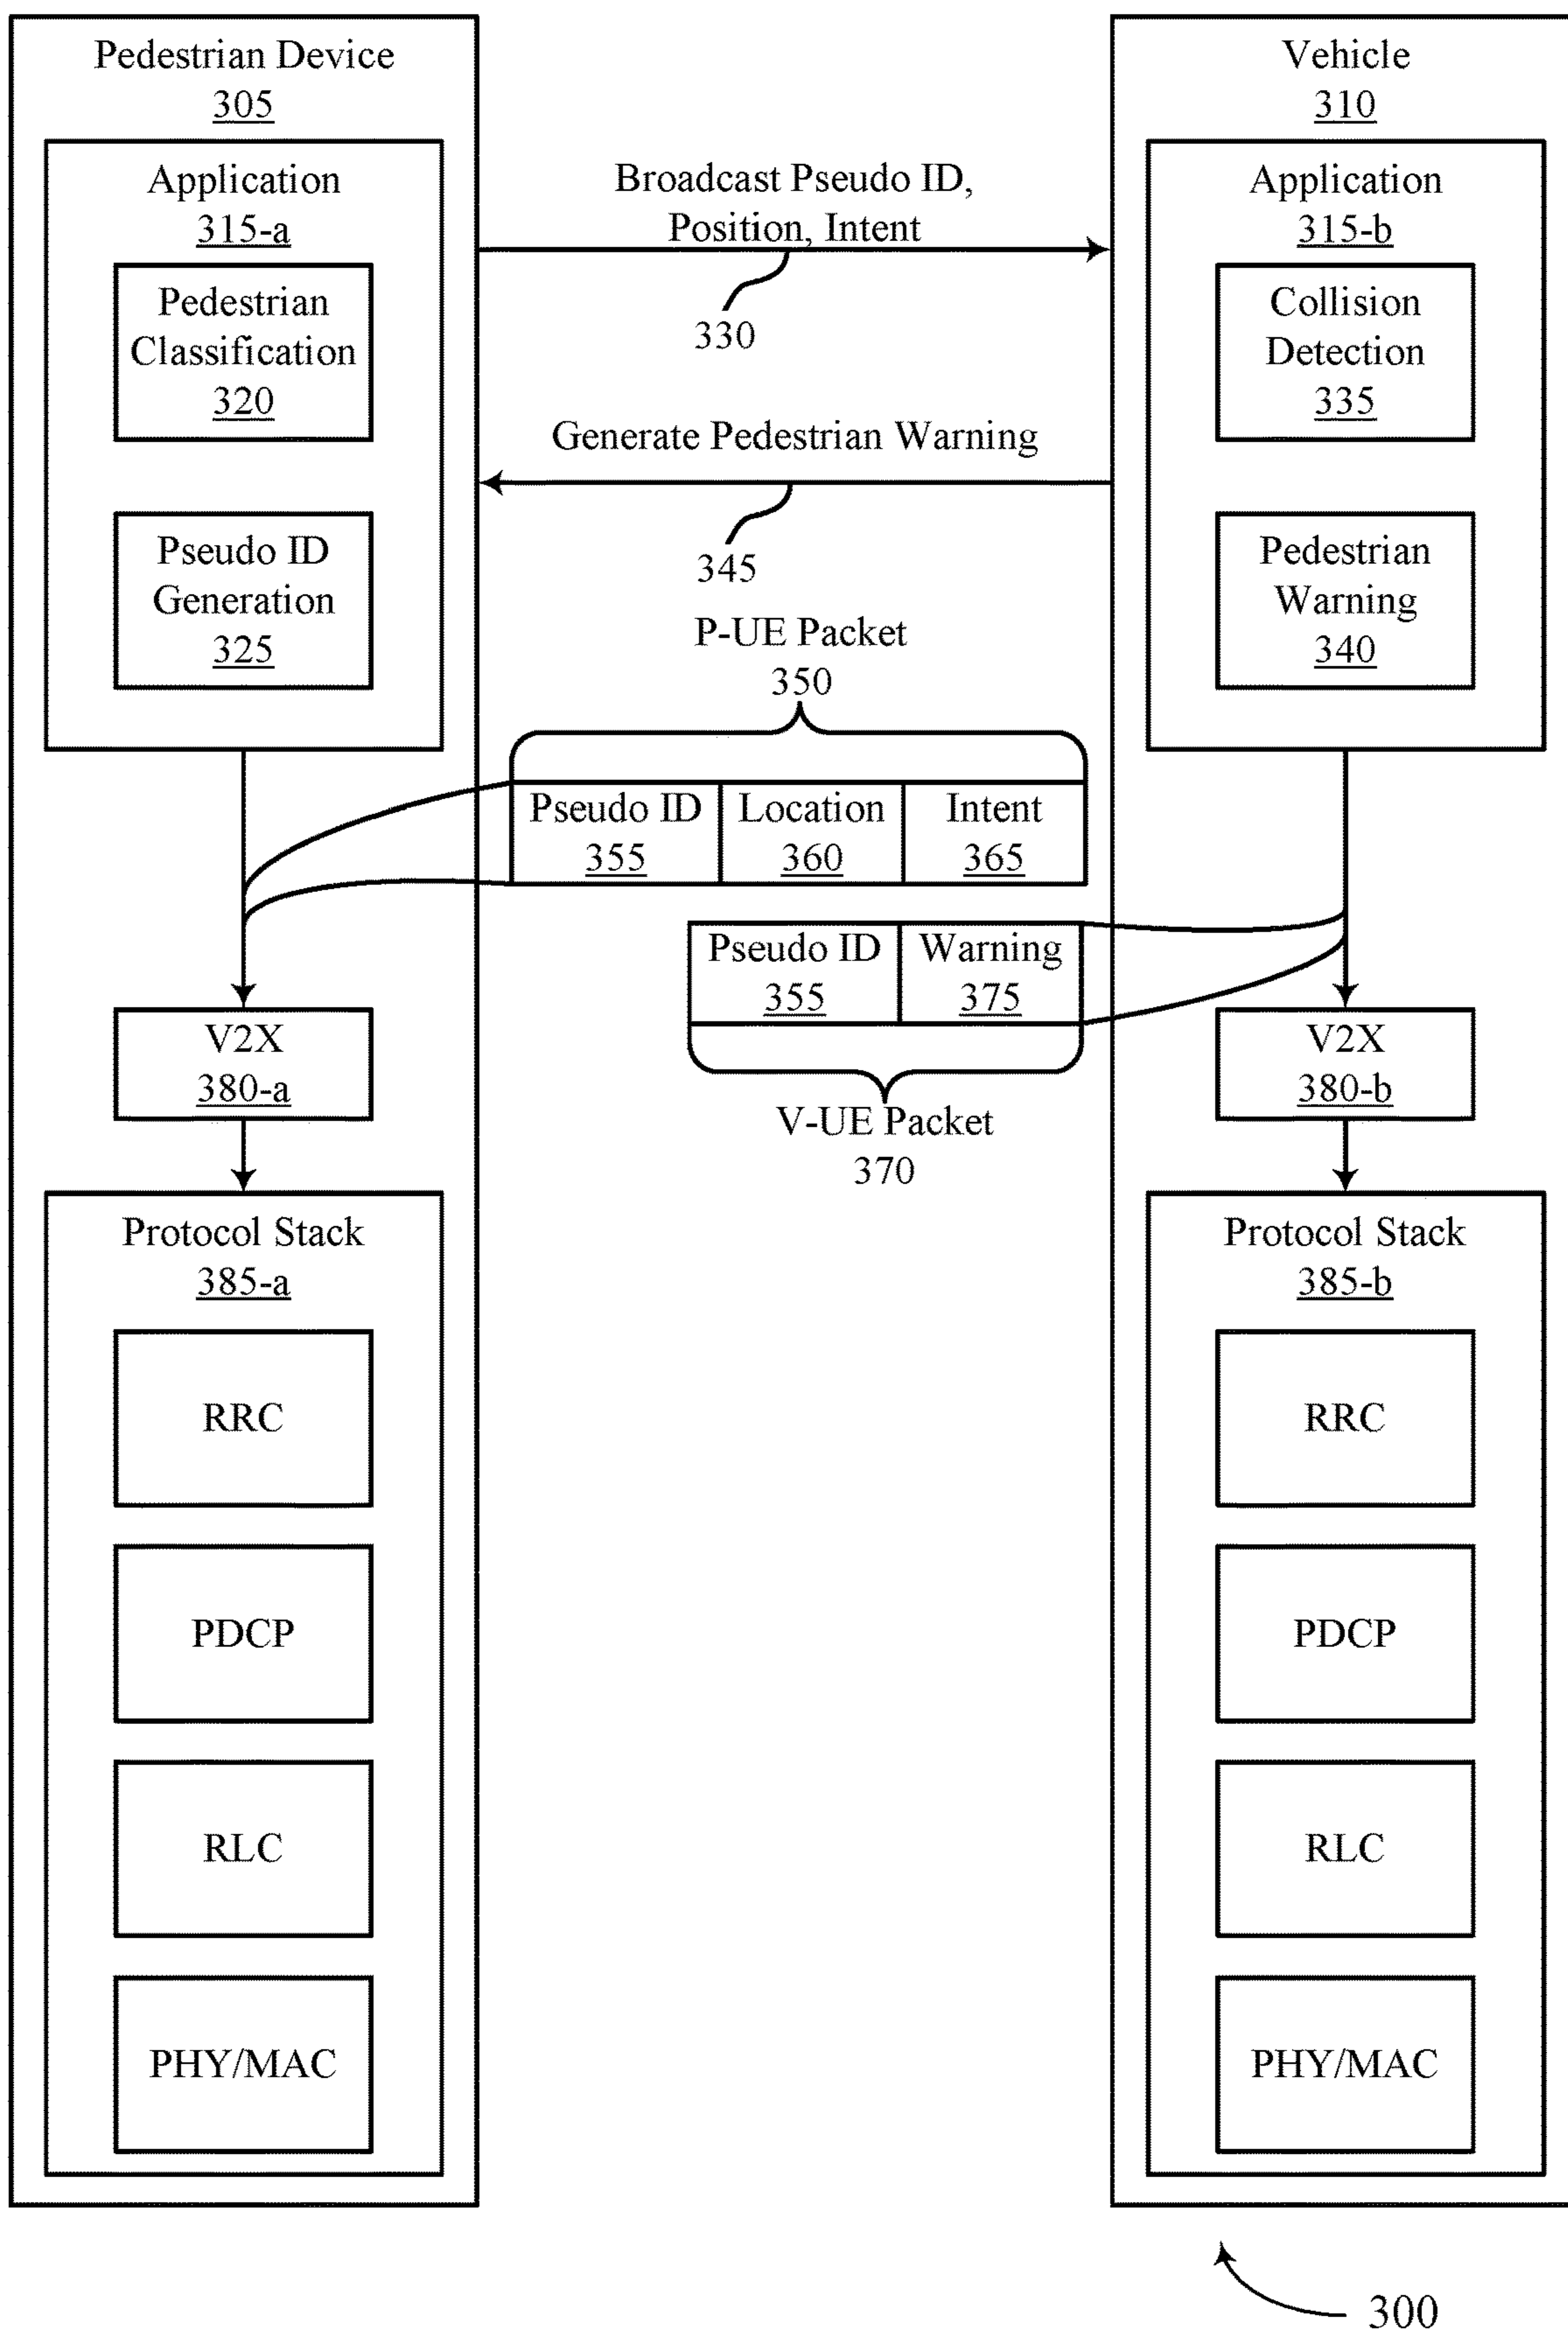 Pedestrian Device
305
Application
315-a
Pedestrian
Classification
320
Pseudo ID
Generation
325
Broadcast Pseudo ID,
Position, Intent
330
Generate Pedestrian Warning
345
Vehicle
310
Application
315-b
Collision
Detection
335
Pedestrian
Warning
340
P-UE Packet
350
Pseudo ID
355
Location
360
Intent
365
Pseudo ID
355
Warning
375
V-UE Packet
370
V2X
380-a
V2X
380-b
Protocol Stack
385-a
RRC
PDCP
RLC
PHY/MAC
Protocol Stack
385-b
RRC
PDCP
RLC
PHY/MAC
300